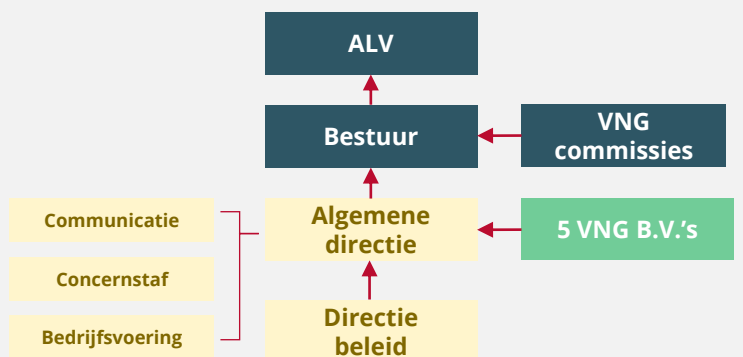 ALV
Bestuur
VNG
commissies
Communicatie
Algemene
directie
5 VNG B.V.’s
Concernstaf
Bedrijfsvoering
Directie
beleid